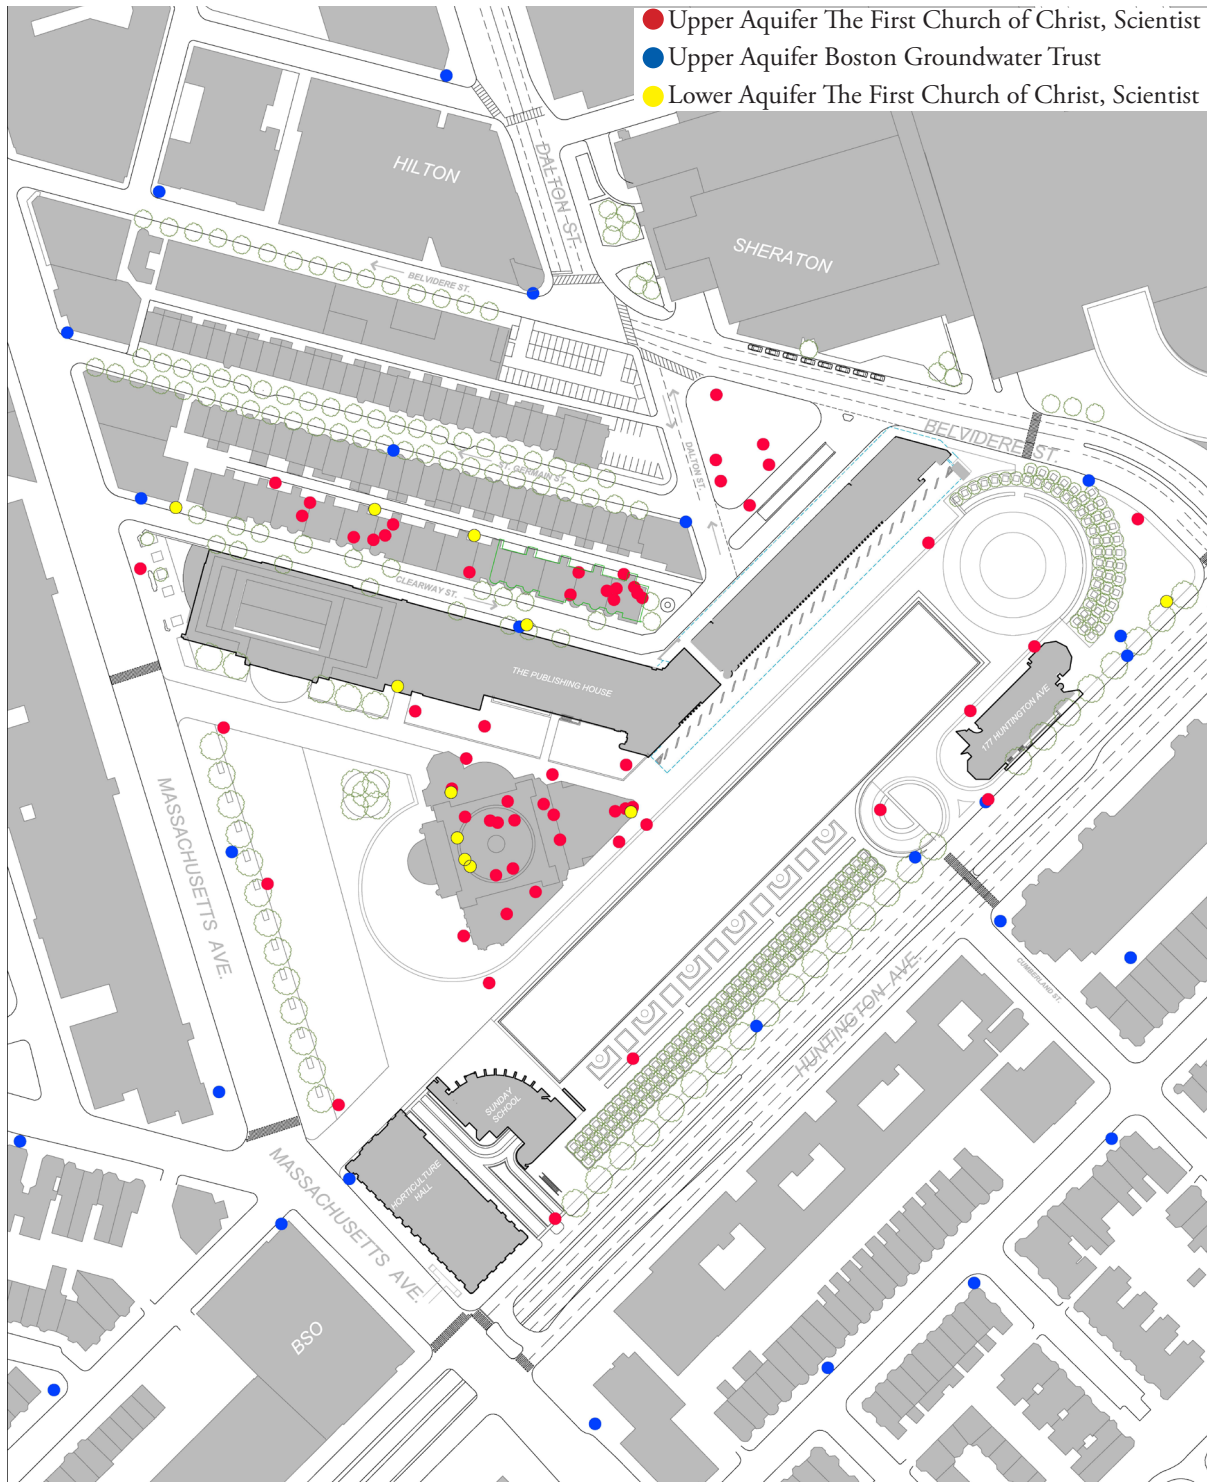 Upper Aquifer The First Church of Christ, Scientist
Upper Aquifer Boston Groundwater Trust
Lower Aquifer The First Church of Christ, Scientist
HILTON
DALTON ST.
SHERATON
BELVIDERE ST.
BELVIDERE ST.
DALTON ST.
ST. GERMAIN ST.
CLEARWAY ST.
THE PUBLISHING HOUSE
177 HUNTINGTON AVE.
MASSACHUSETTS AVE.
HUNTINGTON AVE.
CUMBERLAND ST.
SUNDAY
SCHOOL
HORTICULTURE
HALL
MASSACHUSETTS AVE.
BSO